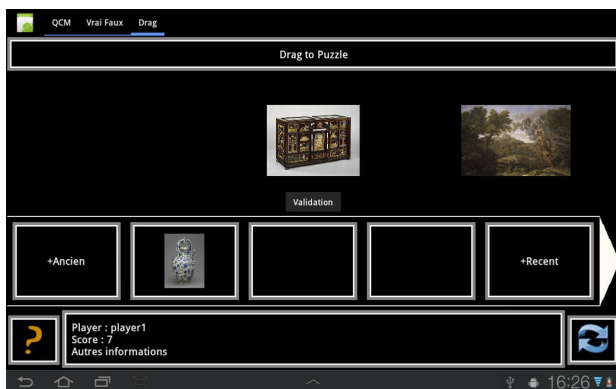 QCM Vrai Faux Drag
Drag to Puzzle
Validation
+Ancien
+Recent
?
Player : player1
Score : 7
Autres informations
16:26